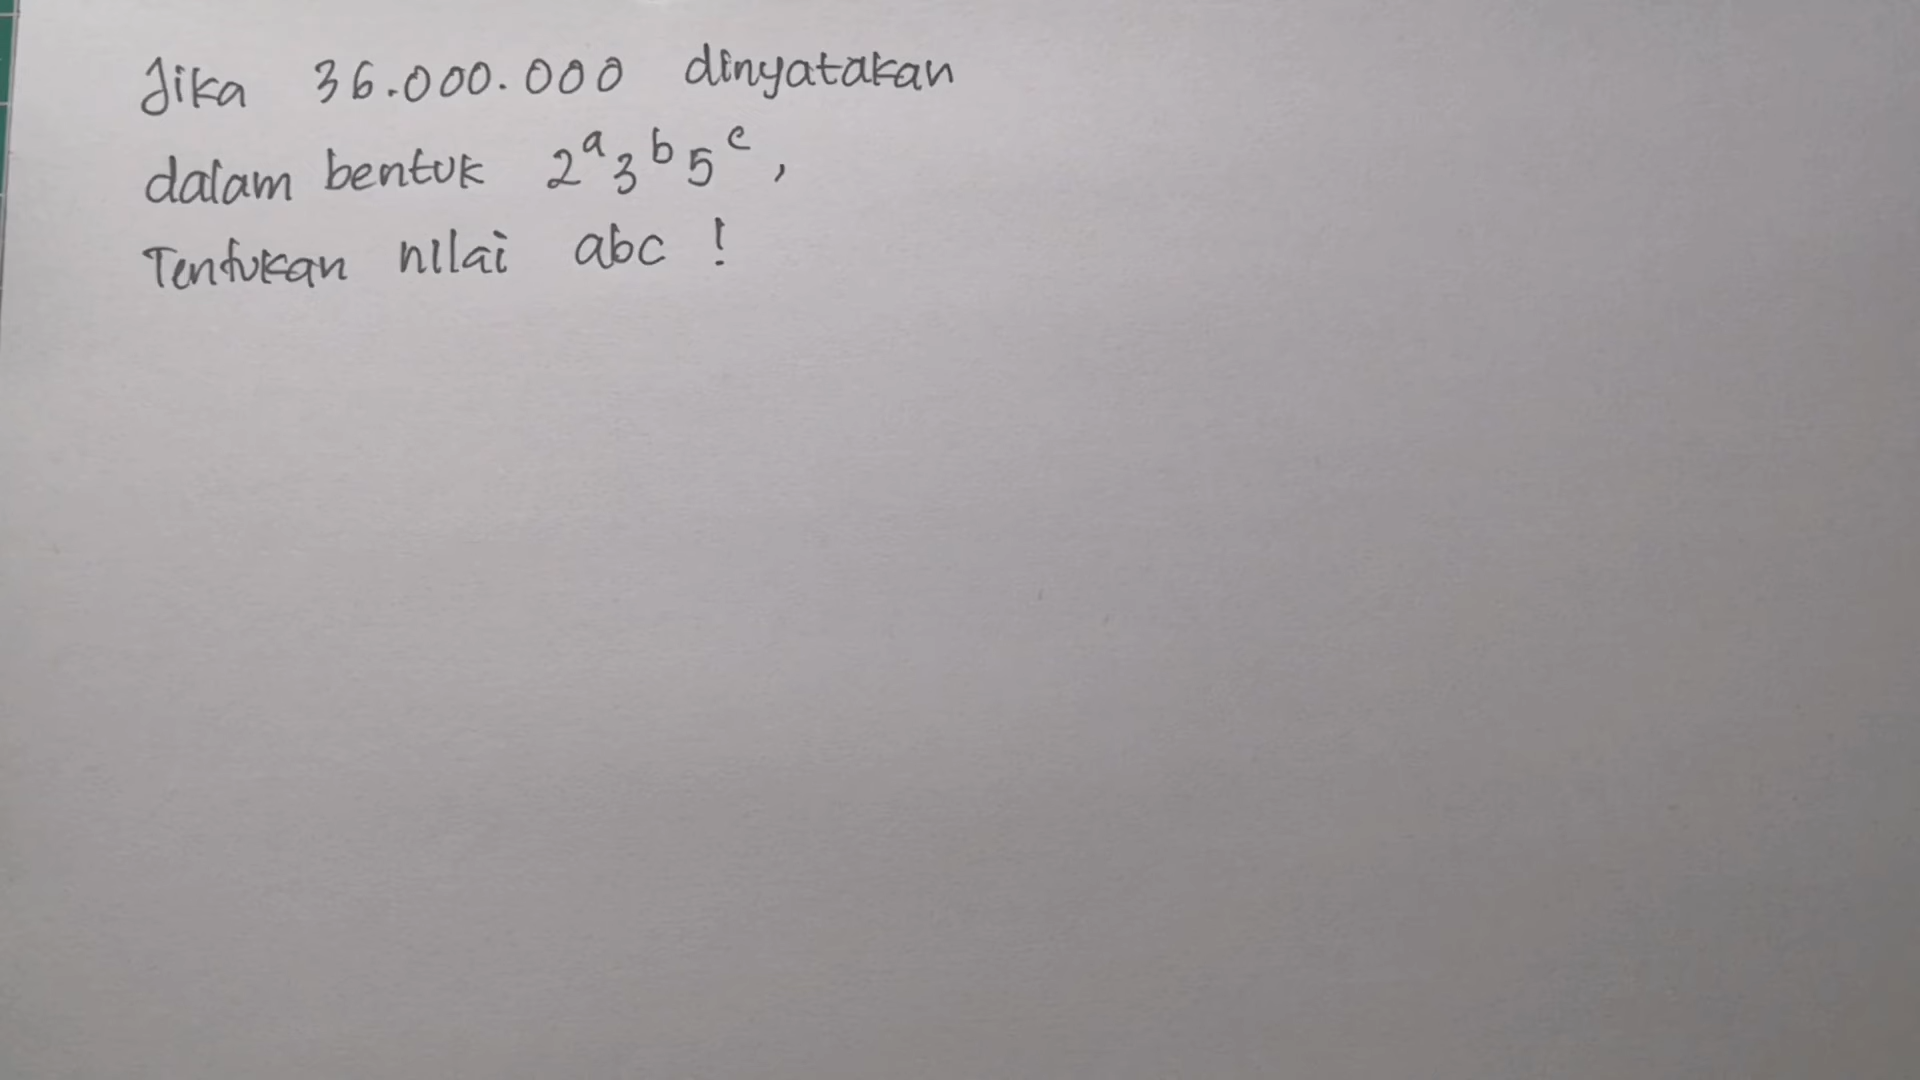 Jika 36.000.000 dinyatakan
dalam bentuk 2^a 3^b 5^c,
Tentukan nilai abc !